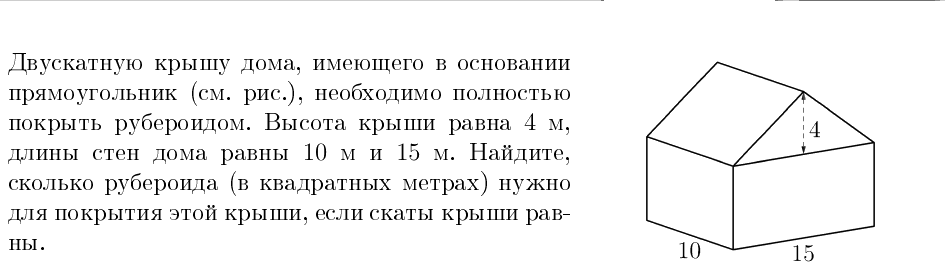 Двускатную крышу дома, имеющего в основании
прямоугольник (см. рис.), необходимо полностью
покрыть рубероидом. Высота крыши равна 4 м,
длины стен дома равны 10 м и 15 м. Найдите,
сколько рубероида (в квадратных метрах) нужно
для покрытия этой крыши, если скаты крыши рав-
ны.
4
10
15